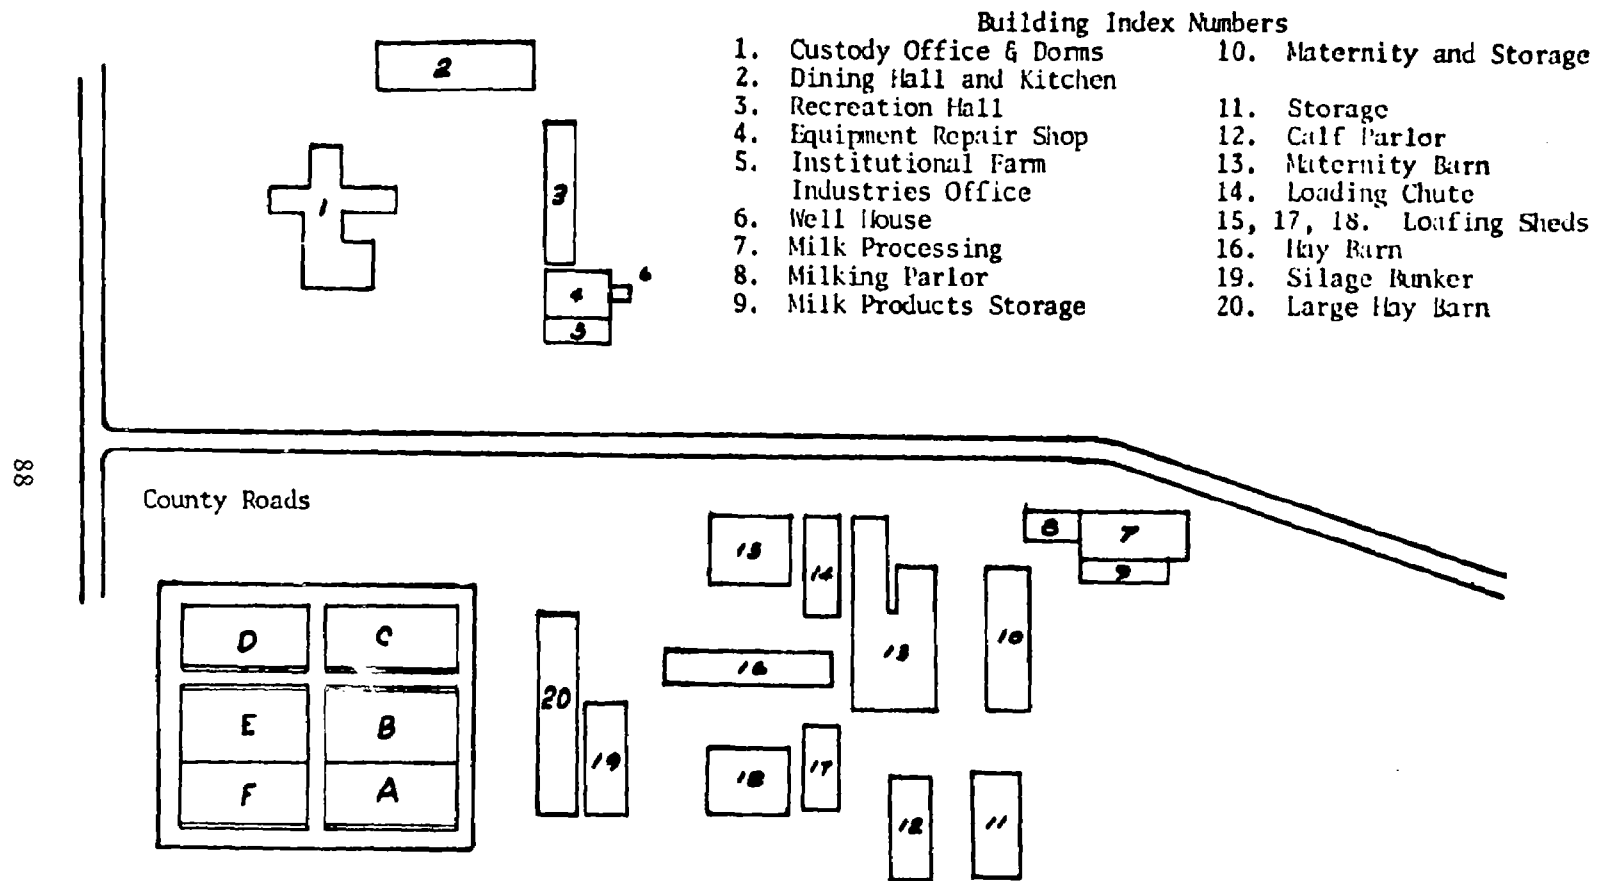 Building Index Numbers
1. Custody Office & Dorms
2. Dining Hall and Kitchen
3. Recreation Hall
4. Equipment Repair Shop
5. Institutional Farm
Industries Office
6. Well House
7. Milk Processing
8. Milking Parlor
9. Milk Products Storage
10. Maternity and Storage
11. Storage
12. Calf Parlor
13. Maternity Barn
14. Loading Chute
15, 17, 18. Loafing Sheds
16. Hay Barn
19. Silage Bunker
20. Large Hay Barn
2
1
3
6
4
5
88
County Roads
8
7
9
15
14
13
10
16
D
C
E
B
F
A
20
19
18
17
12
11